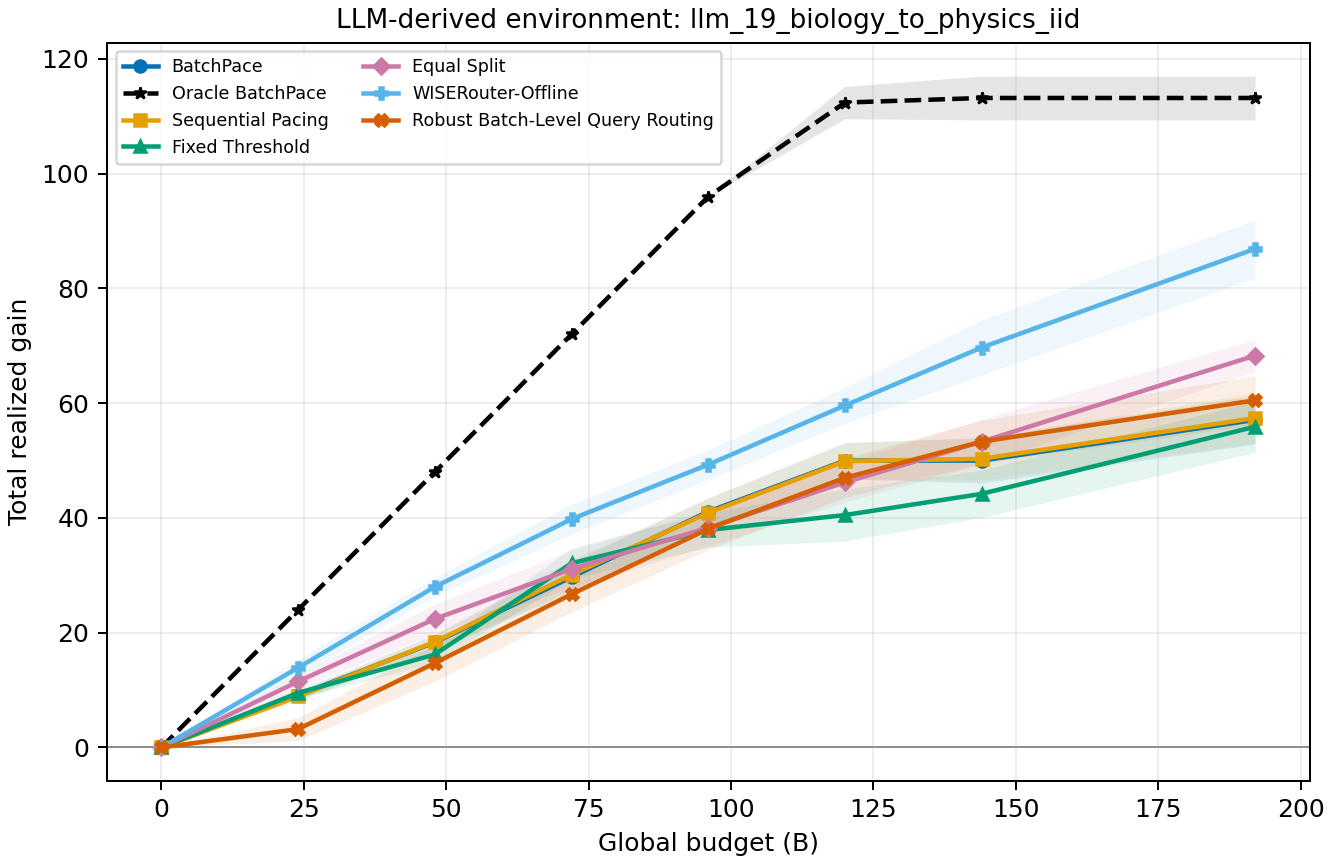 LLM-derived environment: llm_19_biology_to_physics_iid
BatchPace
Oracle BatchPace
Sequential Pacing
Fixed Threshold
Equal Split
WISERouter-Offline
Robust Batch-Level Query Routing
Total realized gain
120
100
80
60
40
20
0
0 25 50 75 100 125 150 175 200
Global budget (B)